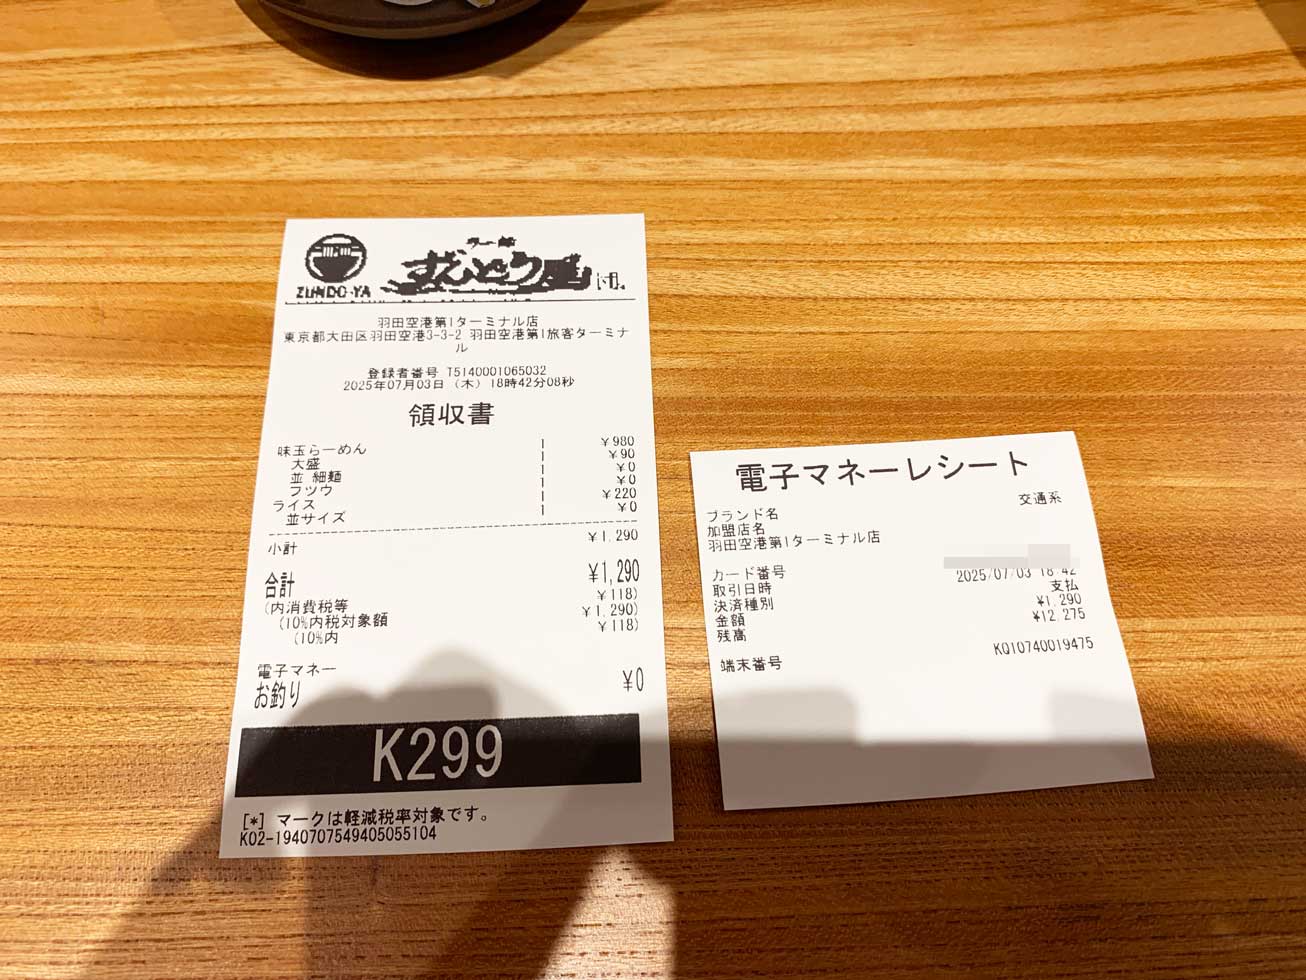 ZUNDO-YA
ラー麺
ずんどう屋
羽田空港第1ターミナル店
東京都大田区羽田空港3-3-2 羽田空港第1旅客ターミナ
ル
登録者番号 T5140001065032
2025年07月03日 (木) 18時42分08秒
領収書
味玉らーめん | ¥980
大盛 | ¥90
並 細麺 | ¥0
フツウ | ¥0
ライス | ¥220
並サイズ | ¥0
小計 ¥1,290
合計 ¥1,290
(内消費税等 ¥118)
(10%内税対象額 ¥1,290)
(10%内 ¥118)
電子マネー
お釣り ¥0
K299
[*] マークは軽減税率対象です。
K02-1940707549405055104
電子マネーレシート
ブランド名 交通系
加盟店名
羽田空港第1ターミナル店
カード番号
取引日時 2025/07/03 18:42
決済種別 支払
金額 ¥1,290
残高 ¥12,275
端末番号 KQ10740019475